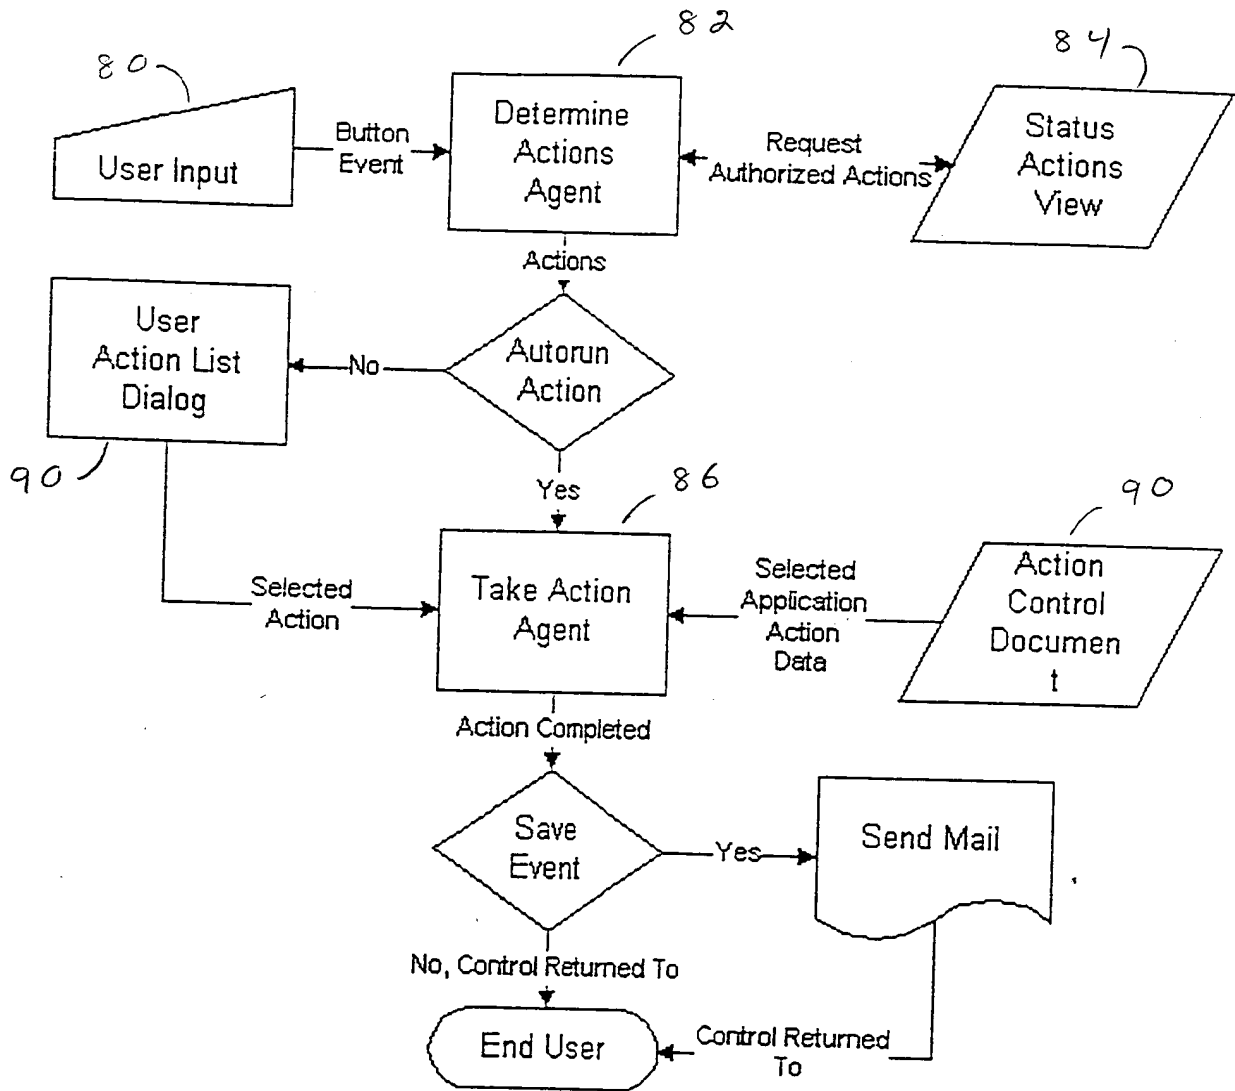 82
84
80
User Input
Button
Event
Determine
Actions
Agent
Request
Authorized Actions
Status
Actions
View
Actions
User
Action List
Dialog
No
Autorun
Action
90
Yes
86
90
Selected
Action
Take Action
Agent
Selected
Application
Action
Data
Action
Control
Documen
t
Action Completed
Save
Event
Yes
Send Mail
No, Control Returned To
End User
Control Returned
To